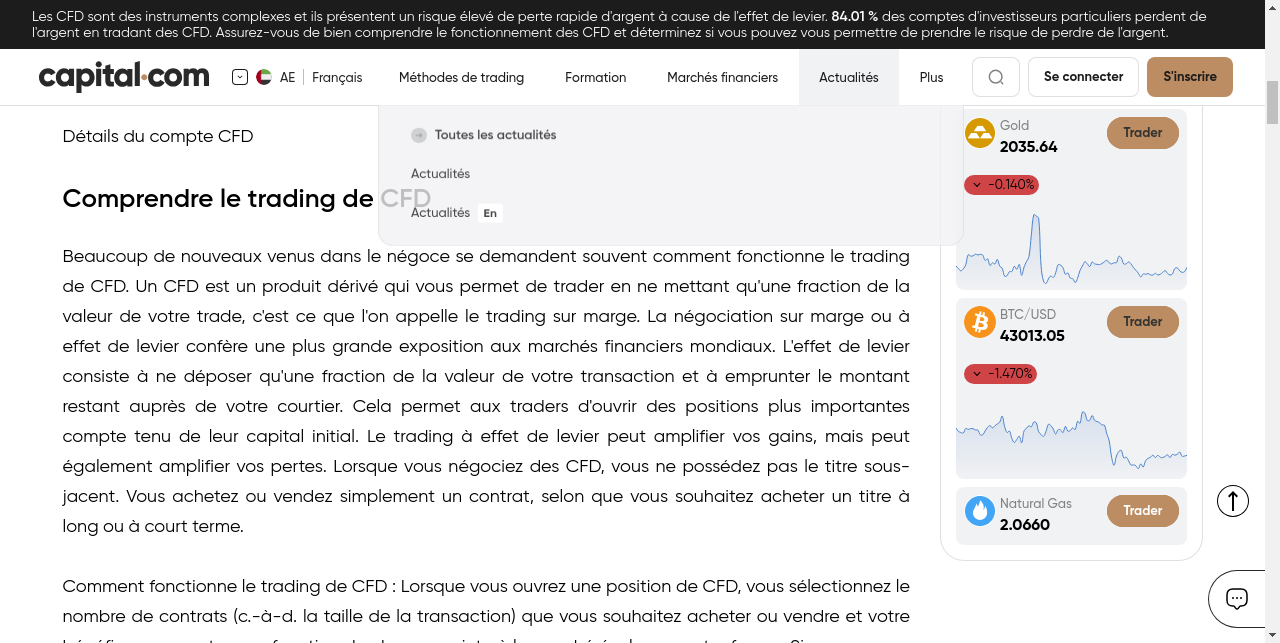 Les CFD sont des instruments complexes et ils présentent un risque élevé de perte rapide d'argent à cause de l'effet de levier. 84.01 % des comptes d'investisseurs particuliers perdent de
l'argent en tradant des CFD. Assurez-vous de bien comprendre le fonctionnement des CFD et déterminez si vous pouvez vous permettre de prendre le risque de perdre de l'argent.
capital.com
AE
Français
Méthodes de trading
Formation
Marchés financiers
Actualités
Plus
Se connecter
S'inscrire
Toutes les actualités
Actualités
Actualités En
Détails du compte CFD
Comprendre le trading de CFD
Beaucoup de nouveaux venus dans le négoce se demandent souvent comment fonctionne le trading
de CFD. Un CFD est un produit dérivé qui vous permet de trader en ne mettant qu'une fraction de la
valeur de votre trade, c'est ce que l'on appelle le trading sur marge. La négociation sur marge ou à
effet de levier confère une plus grande exposition aux marchés financiers mondiaux. L'effet de levier
consiste à ne déposer qu'une fraction de la valeur de votre transaction et à emprunter le montant
restant auprès de votre courtier. Cela permet aux traders d'ouvrir des positions plus importantes
compte tenu de leur capital initial. Le trading à effet de levier peut amplifier vos gains, mais peut
également amplifier vos pertes. Lorsque vous négociez des CFD, vous ne possédez pas le titre sous-
jacent. Vous achetez ou vendez simplement un contrat, selon que vous souhaitez acheter un titre à
long ou à court terme.
Comment fonctionne le trading de CFD : Lorsque vous ouvrez une position de CFD, vous sélectionnez le
nombre de contrats (c.-à-d. la taille de la transaction) que vous souhaitez acheter ou vendre et votre
Gold
2035.64
Trader
-0.140%
BTC/USD
43013.05
Trader
-1.470%
Natural Gas
2.0660
Trader